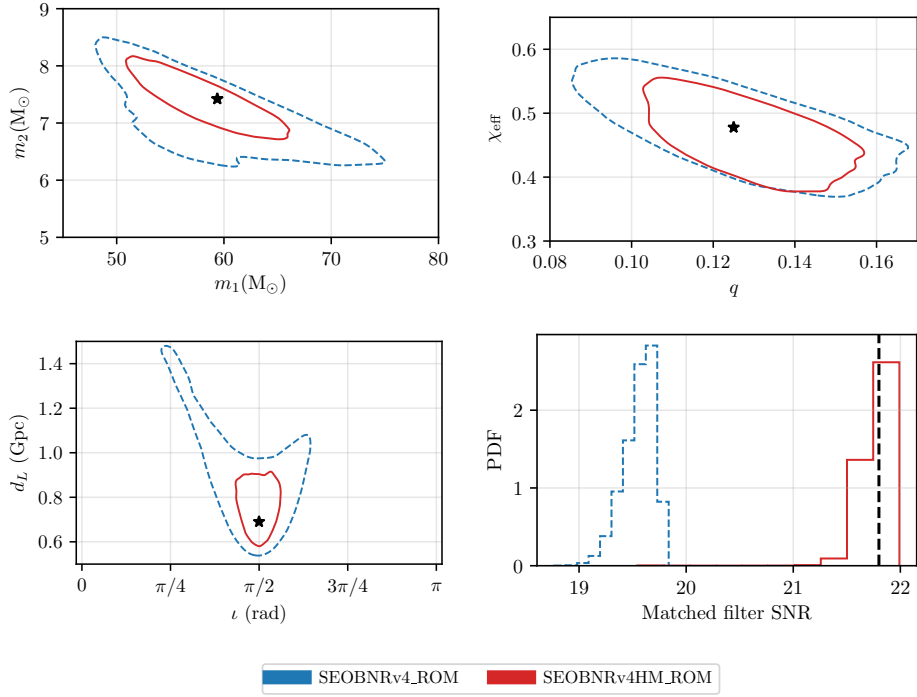 9
8
7
6
5
m₂(M⊙)
50
60
70
80
m₁(M⊙)
0.6
0.5
0.4
0.3
χeff
0.08
0.10
0.12
0.14
0.16
q
1.4
1.2
1.0
0.8
0.6
d_L (Gpc)
0
π/4
π/2
3π/4
π
ι (rad)
2
1
0
PDF
19
20
21
22
Matched filter SNR
SEOBNRv4_ROM
SEOBNRv4HM_ROM